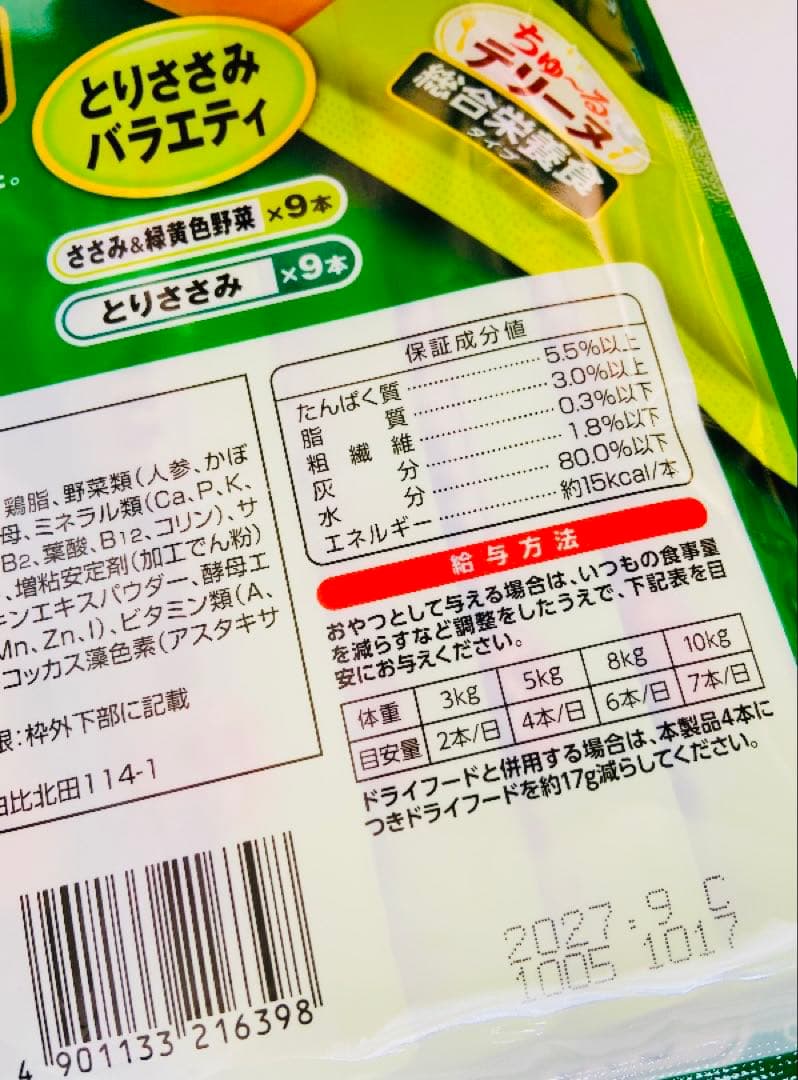 とりささみ
バラエティ
ちゅ〜る
テリーヌ
総合栄養食
タイプ
た。
ささみ&緑黄色野菜 ×9本
とりささみ ×9本
鶏脂、野菜類(人参、かぼ
母、ミネラル類(Ca、P、K、
B2、葉酸、B12、コリン)、サ
、増粘安定剤(加工でん粉)
ンエキスパウダー、酵母エ
Mn、Zn、I)、ビタミン類(A、
コッカス藻色素(アスタキサ
限:枠外下部に記載
比北田114-1
保証成分値
たんぱく質 5.5%以上
脂質 3.0%以上
粗繊維 0.3%以下
灰分 1.8%以下
水分 80.0%以下
エネルギー 約15kcal/本
給与方法
おやつとして与える場合は、いつもの食事量
を減らすなど調整をしたうえで、下記表を目
安にお与えください。
体重 3kg 5kg 8kg 10kg
目安量 2本/日 4本/日 6本/日 7本/日
ドライフードと併用する場合は、本製品4本に
つきドライフードを約17g減らしてください。
2027.9 C
1005 1017
4 901133 216398